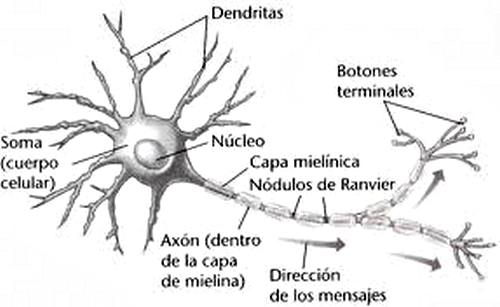 Dendritas
Botones
terminales
Soma
(cuerpo
celular)
Núcleo
Capa mielínica
Nódulos de Ranvier
Axón (dentro
de la capa
de mielina)
Dirección
de los mensajes